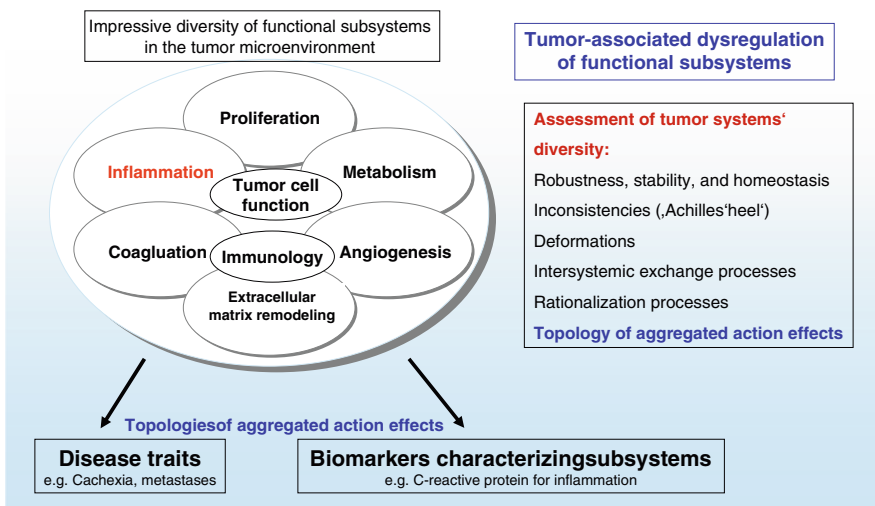 Impressive diversity of functional subsystems
in the tumor microenvironment
Tumor-associated dysregulation
of functional subsystems
Proliferation
Inflammation
Metabolism
Tumor cell
function
Coagluation
Immunology
Angiogenesis
Extracellular
matrix remodeling
Assessment of tumor systems‘
diversity:
Robustness, stability, and homeostasis
Inconsistencies (‚Achilles‘heel‘)
Deformations
Intersystemic exchange processes
Rationalization processes
Topology of aggregated action effects
Topologiesof aggregated action effects
Disease traits
e.g. Cachexia, metastases
Biomarkers characterizingsubsystems
e.g. C-reactive protein for inflammation